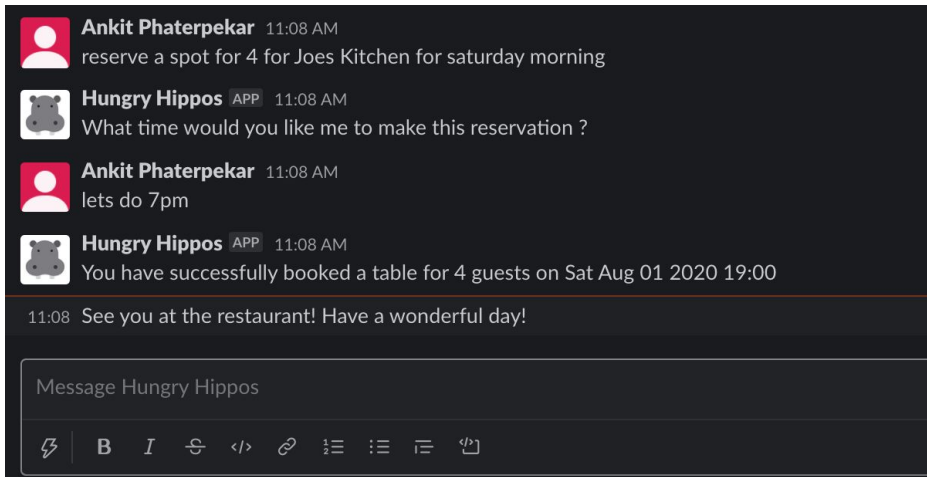 Ankit Phaterpekar 11:08 AM
reserve a spot for 4 for Joes Kitchen for saturday morning
Hungry Hippos APP 11:08 AM
What time would you like me to make this reservation ?
Ankit Phaterpekar 11:08 AM
lets do 7pm
Hungry Hippos APP 11:08 AM
You have successfully booked a table for 4 guests on Sat Aug 01 2020 19:00
11:08 See you at the restaurant! Have a wonderful day!
Message Hungry Hippos
B I S </>